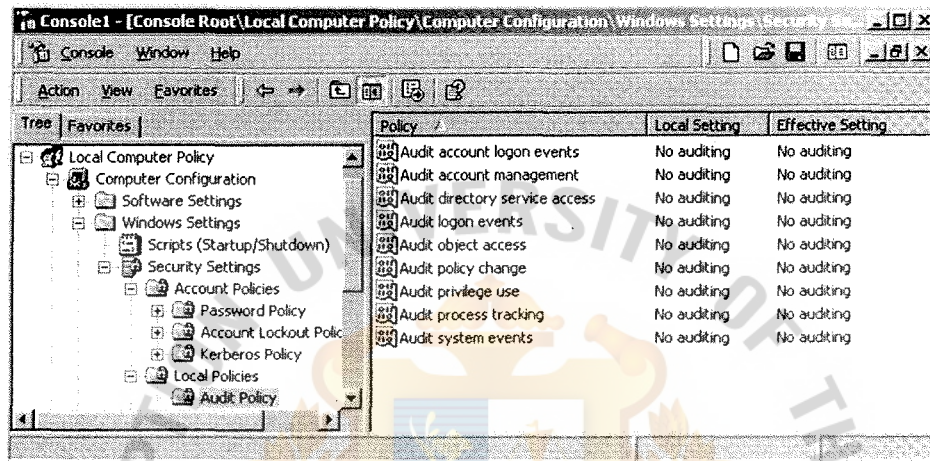 Console1 - [Console Root\Local Computer Policy\Computer Configuration\Windows Settings\Security
Console Window Help
Action View Favorites
Tree Favorites
Policy Local Setting Effective Setting
Local Computer Policy
Computer Configuration
Software Settings
Windows Settings
Scripts (Startup/Shutdown)
Security Settings
Account Policies
Password Policy
Account Lockout Polic
Kerberos Policy
Local Policies
Audit Policy
Audit account logon events No auditing No auditing
Audit account management No auditing No auditing
Audit directory service access No auditing No auditing
Audit logon events No auditing No auditing
Audit object access No auditing No auditing
Audit policy change No auditing No auditing
Audit privilege use No auditing No auditing
Audit process tracking No auditing No auditing
Audit system events No auditing No auditing
UNIVERSITY OF